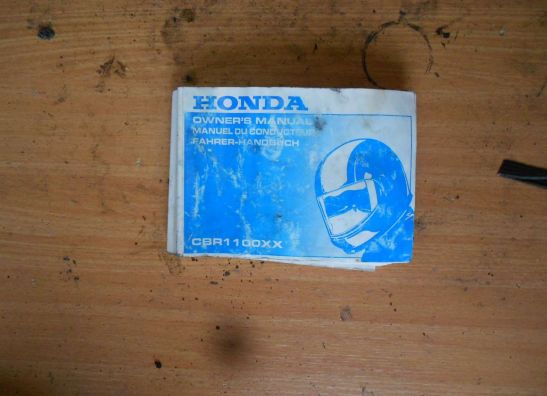 HONDA
OWNER'S MANUAL
MANUEL DU CONDUCTEUR
FAHRER-HANDBUCH
CBR1100XX